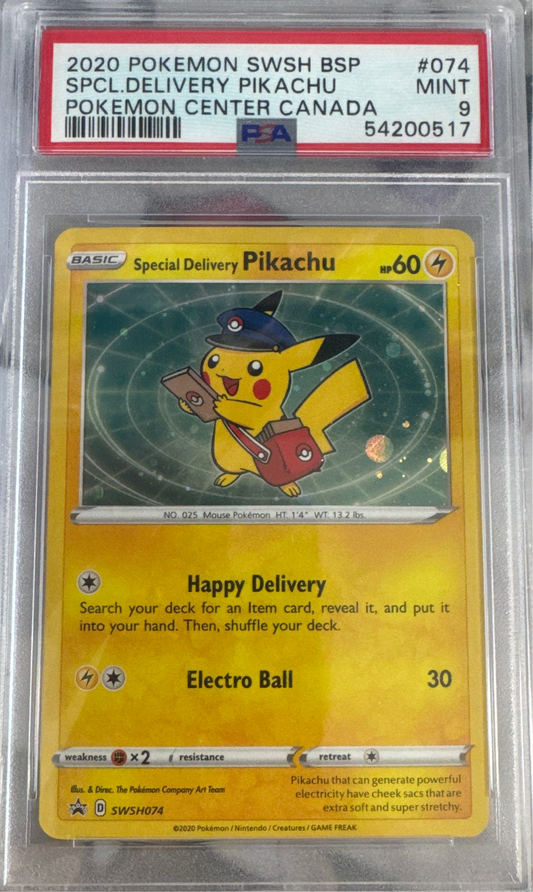 2020 POKEMON SWSH BSP #074
SPCL.DELIVERY PIKACHU MINT
POKEMON CENTER CANADA 9
PSA 54200517
BASIC Special Delivery Pikachu HP 60
NO. 025 Mouse Pokémon HT: 1'4" WT: 13.2 lbs.
Happy Delivery
Search your deck for an Item card, reveal it, and put it
into your hand. Then, shuffle your deck.
Electro Ball 30
weakness ×2 resistance retreat
Illus. & Direc. The Pokémon Company Art Team
D SWSH074
Pikachu that can generate powerful
electricity have cheek sacs that are
extra soft and super stretchy.
©2020 Pokémon / Nintendo / Creatures / GAME FREAK